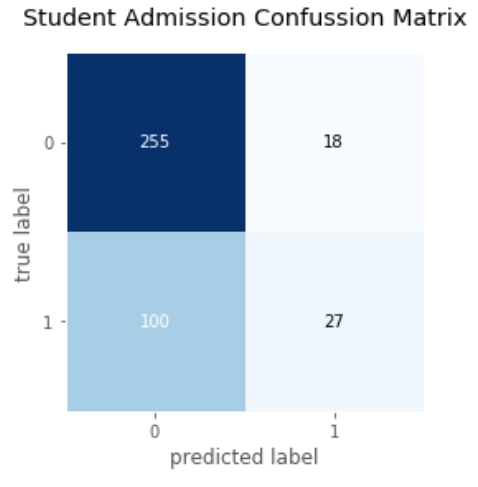 Student Admission Confussion Matrix
0
255
18
true label
1
100
27
0
1
predicted label